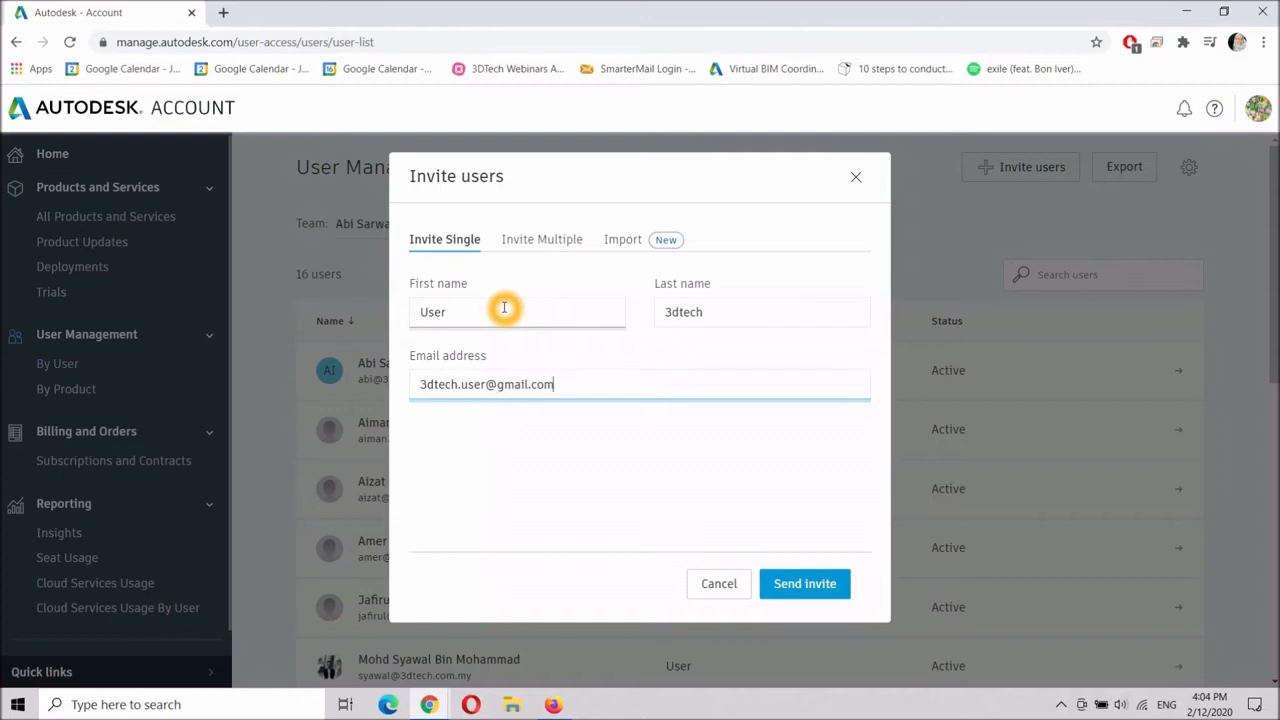 Autodesk - Account
manage.autodesk.com/user-access/users/user-list
1
Apps
Google Calendar - J...
Google Calendar - J...
Google Calendar -...
3DTech Webinars A...
SmarterMail Login -...
Virtual BIM Coordin...
10 steps to conduct...
exile (feat. Bon Iver)...
AUTODESK. ACCOUNT
Home
Products and Services
All Products and Services
Product Updates
Deployments
Trials
User Management
By User
By Product
Billing and Orders
Subscriptions and Contracts
Reporting
Insights
Seat Usage
Cloud Services Usage
Cloud Services Usage By User
Quick links
User Mana
Invite users
Export
Team: Abi Sarwa
16 users
Search users
Name ↓
Status
AI
Abi Sa
abi@3
Aiman
aiman.
Active
Aizat
aizat@
Active
Amer
amer@
Active
Jafirul
jafirul@
Active
Mohd Syawal Bin Mohammad
syawal@3dtech.com.my
User
Active
Active
Invite users
Invite Single
Invite Multiple
Import
New
First name
Last name
User
3dtech
Email address
3dtech.user@gmail.com
Cancel
Send invite
Type here to search
ENG
4:04 PM
2/12/2020